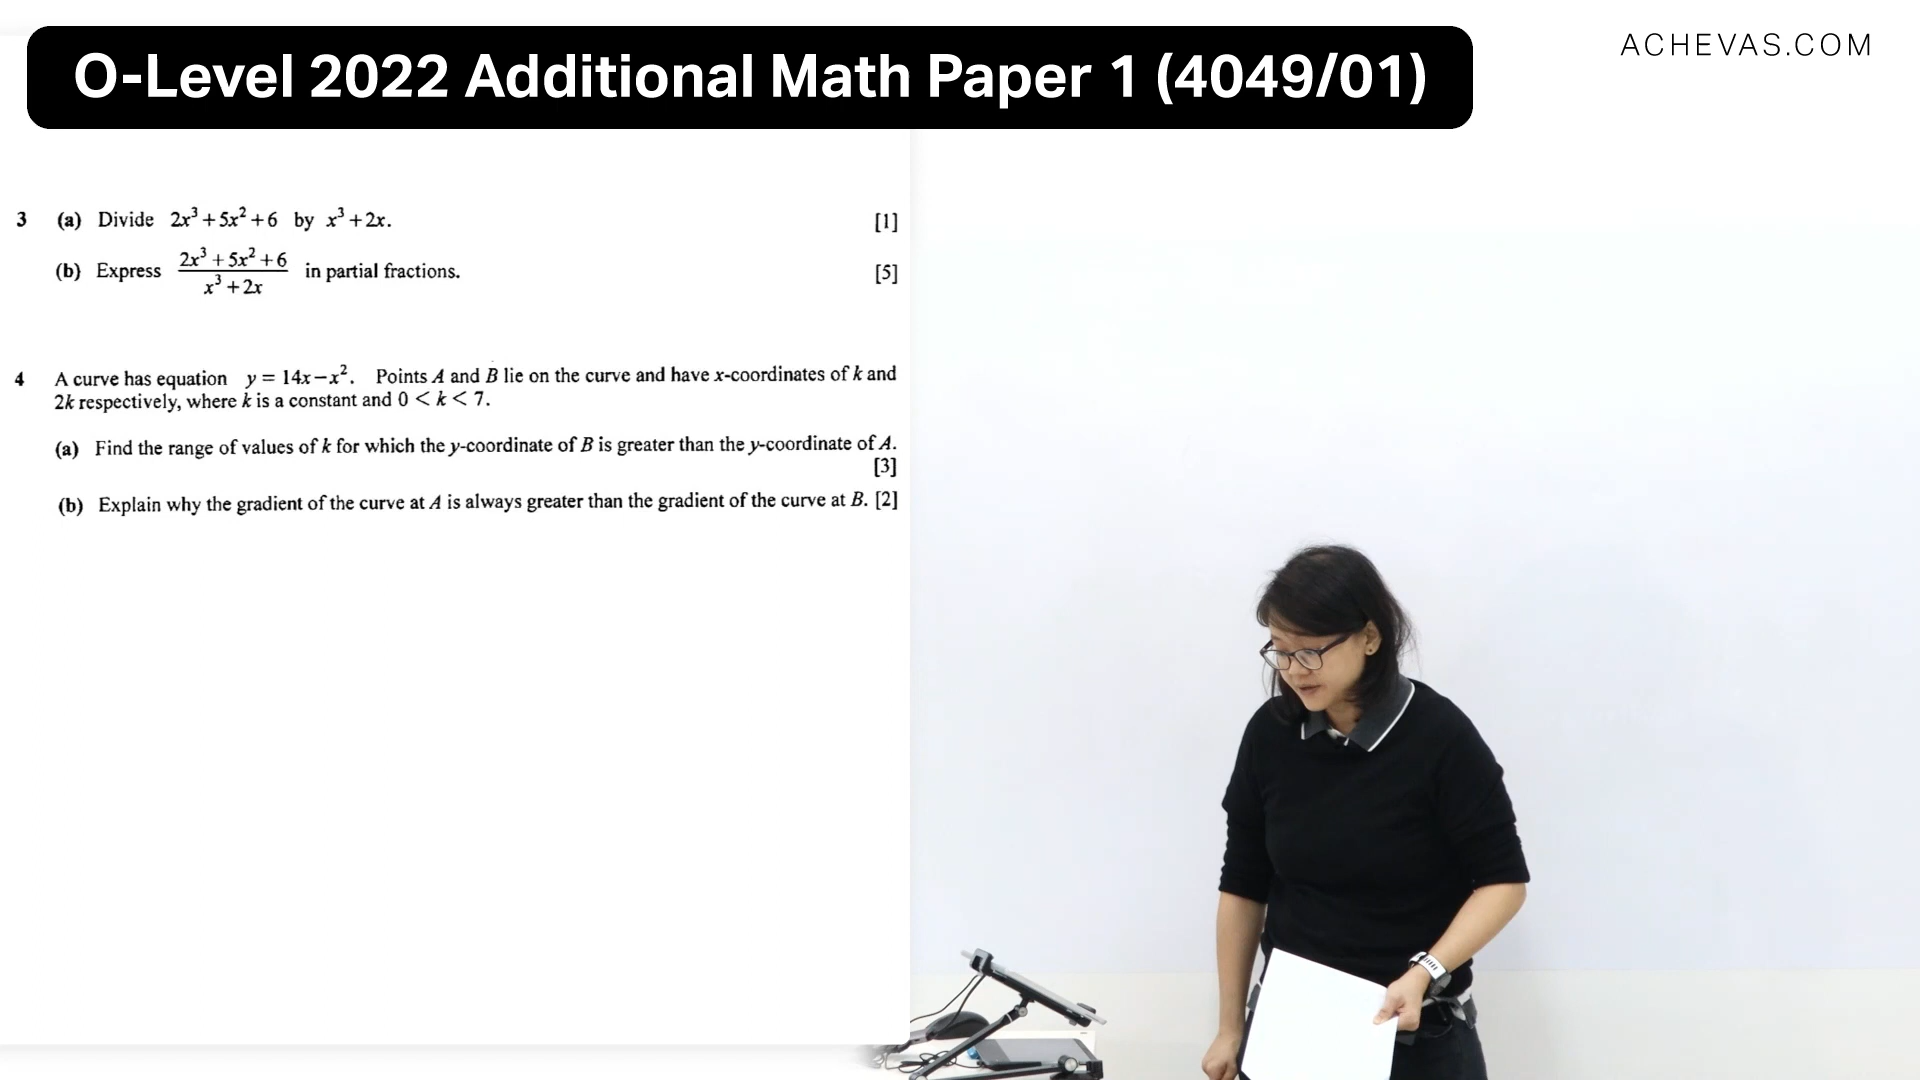 O-Level 2022 Additional Math Paper 1 (4049/01)
ACHEVAS.COM
3 (a) Divide 2x³ + 5x² + 6 by x³ + 2x. [1]
(b) Express (2x³ + 5x² + 6)/(x³ + 2x) in partial fractions. [5]
4 A curve has equation y = 14x − x². Points A and B lie on the curve and have x-coordinates of k and
2k respectively, where k is a constant and 0 < k < 7.
(a) Find the range of values of k for which the y-coordinate of B is greater than the y-coordinate of A.
[3]
(b) Explain why the gradient of the curve at A is always greater than the gradient of the curve at B. [2]